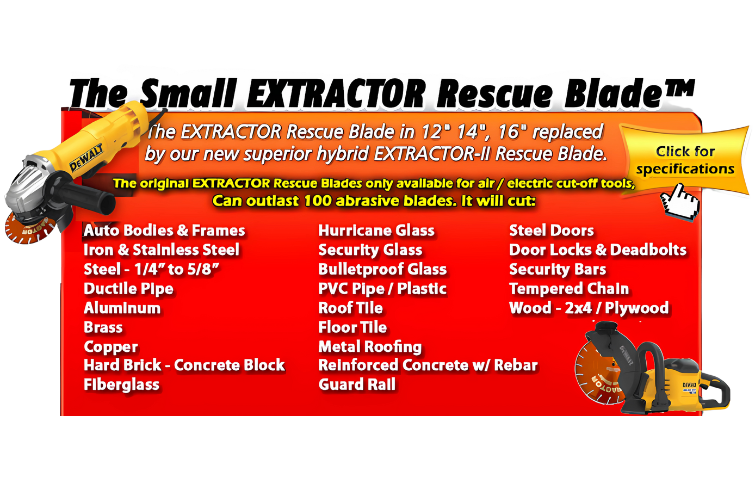 The Small EXTRACTOR Rescue Blade™
The EXTRACTOR Rescue Blade in 12" 14", 16" replaced
by our new superior hybrid EXTRACTOR-II Rescue Blade.
Click for
specifications
DEWALT
The original EXTRACTOR Rescue Blades only available for air / electric cut-off tools,
Can outlast 100 abrasive blades. It will cut:
Auto Bodies & Frames
Iron & Stainless Steel
Steel - 1/4” to 5/8”
Ductile Pipe
Aluminum
Brass
Copper
Hard Brick - Concrete Block
Fiberglass
Hurricane Glass
Security Glass
Bulletproof Glass
PVC Pipe / Plastic
Roof Tile
Floor Tile
Metal Roofing
Reinforced Concrete w/ Rebar
Guard Rail
Steel Doors
Door Locks & Deadbolts
Security Bars
Tempered Chain
Wood - 2x4 / Plywood
DEWALT